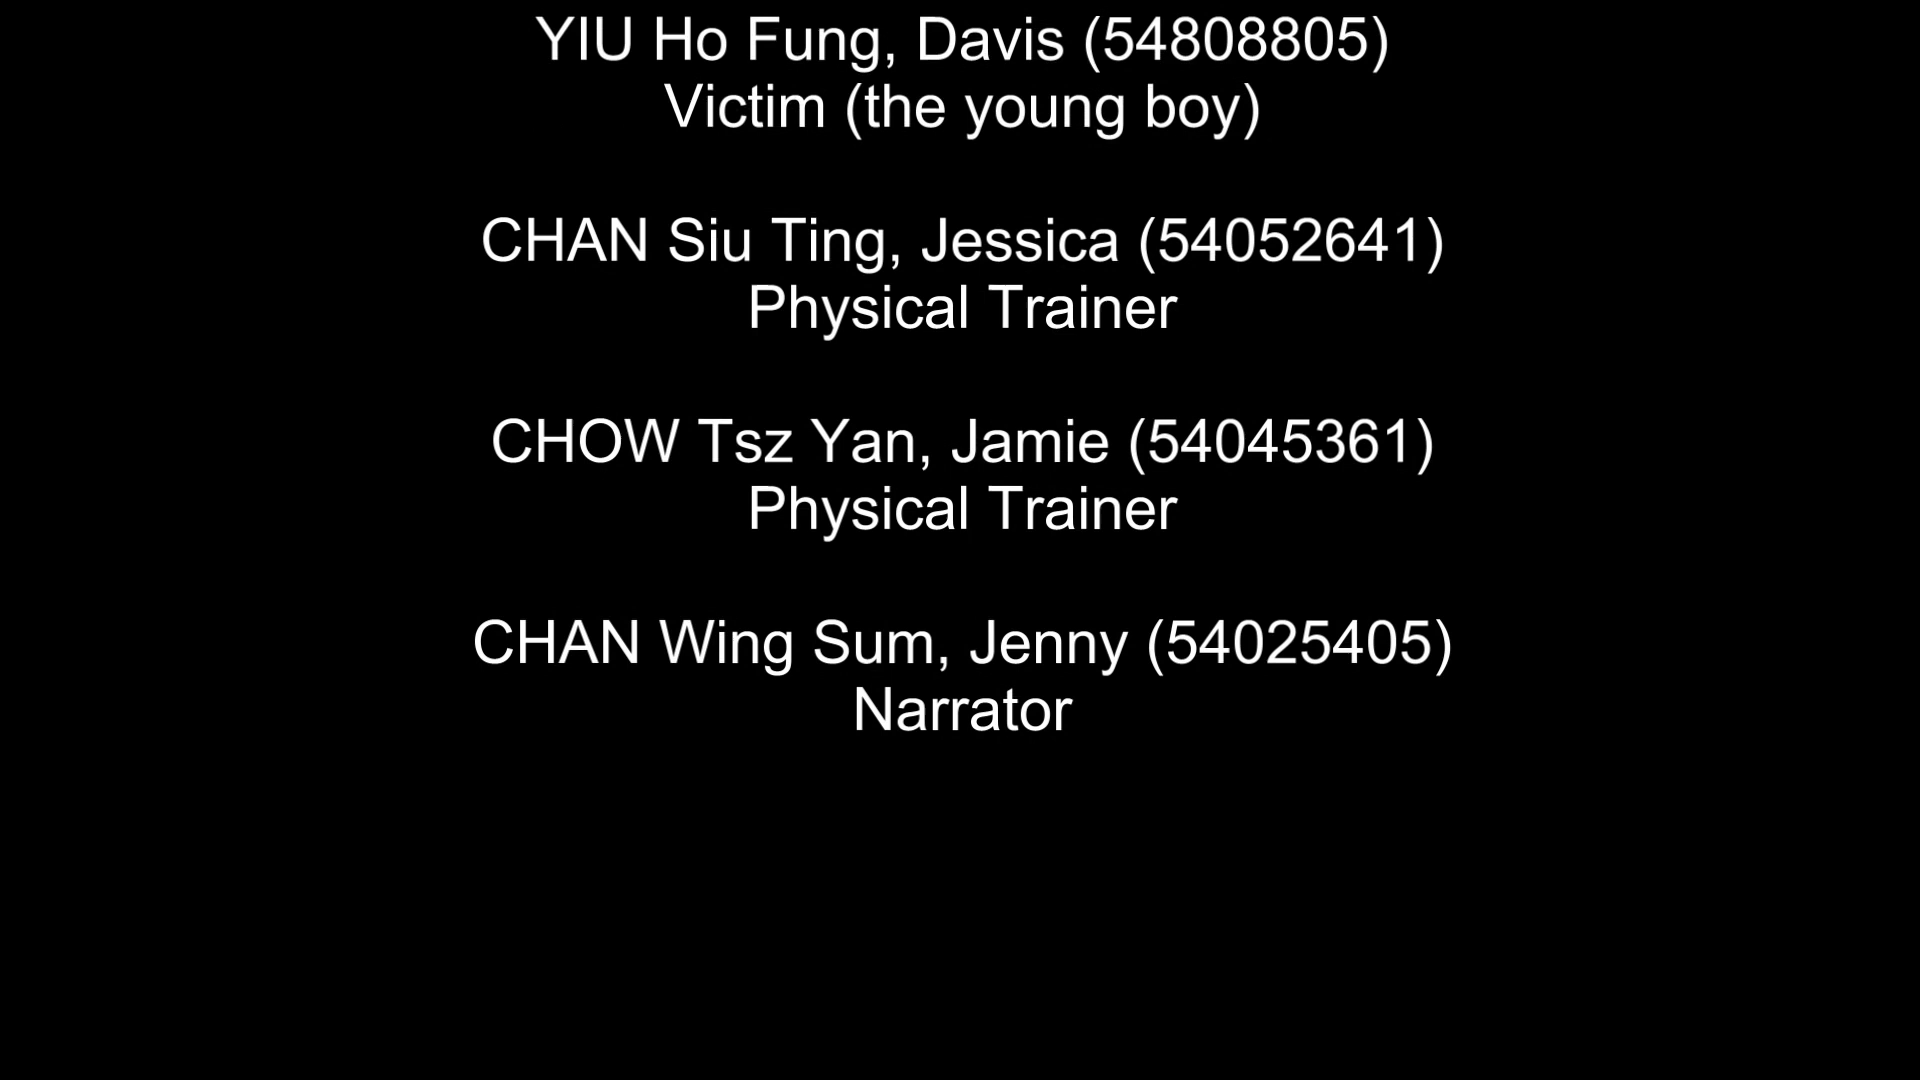 YIU Ho Fung, Davis (54808805)
Victim (the young boy)
CHAN Siu Ting, Jessica (54052641)
Physical Trainer
CHOW Tsz Yan, Jamie (54045361)
Physical Trainer
CHAN Wing Sum, Jenny (54025405)
Narrator